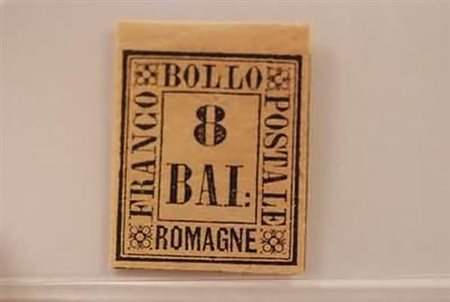 FRANCO
BOLLO
POSTALE
8
BAI:
ROMAGNE